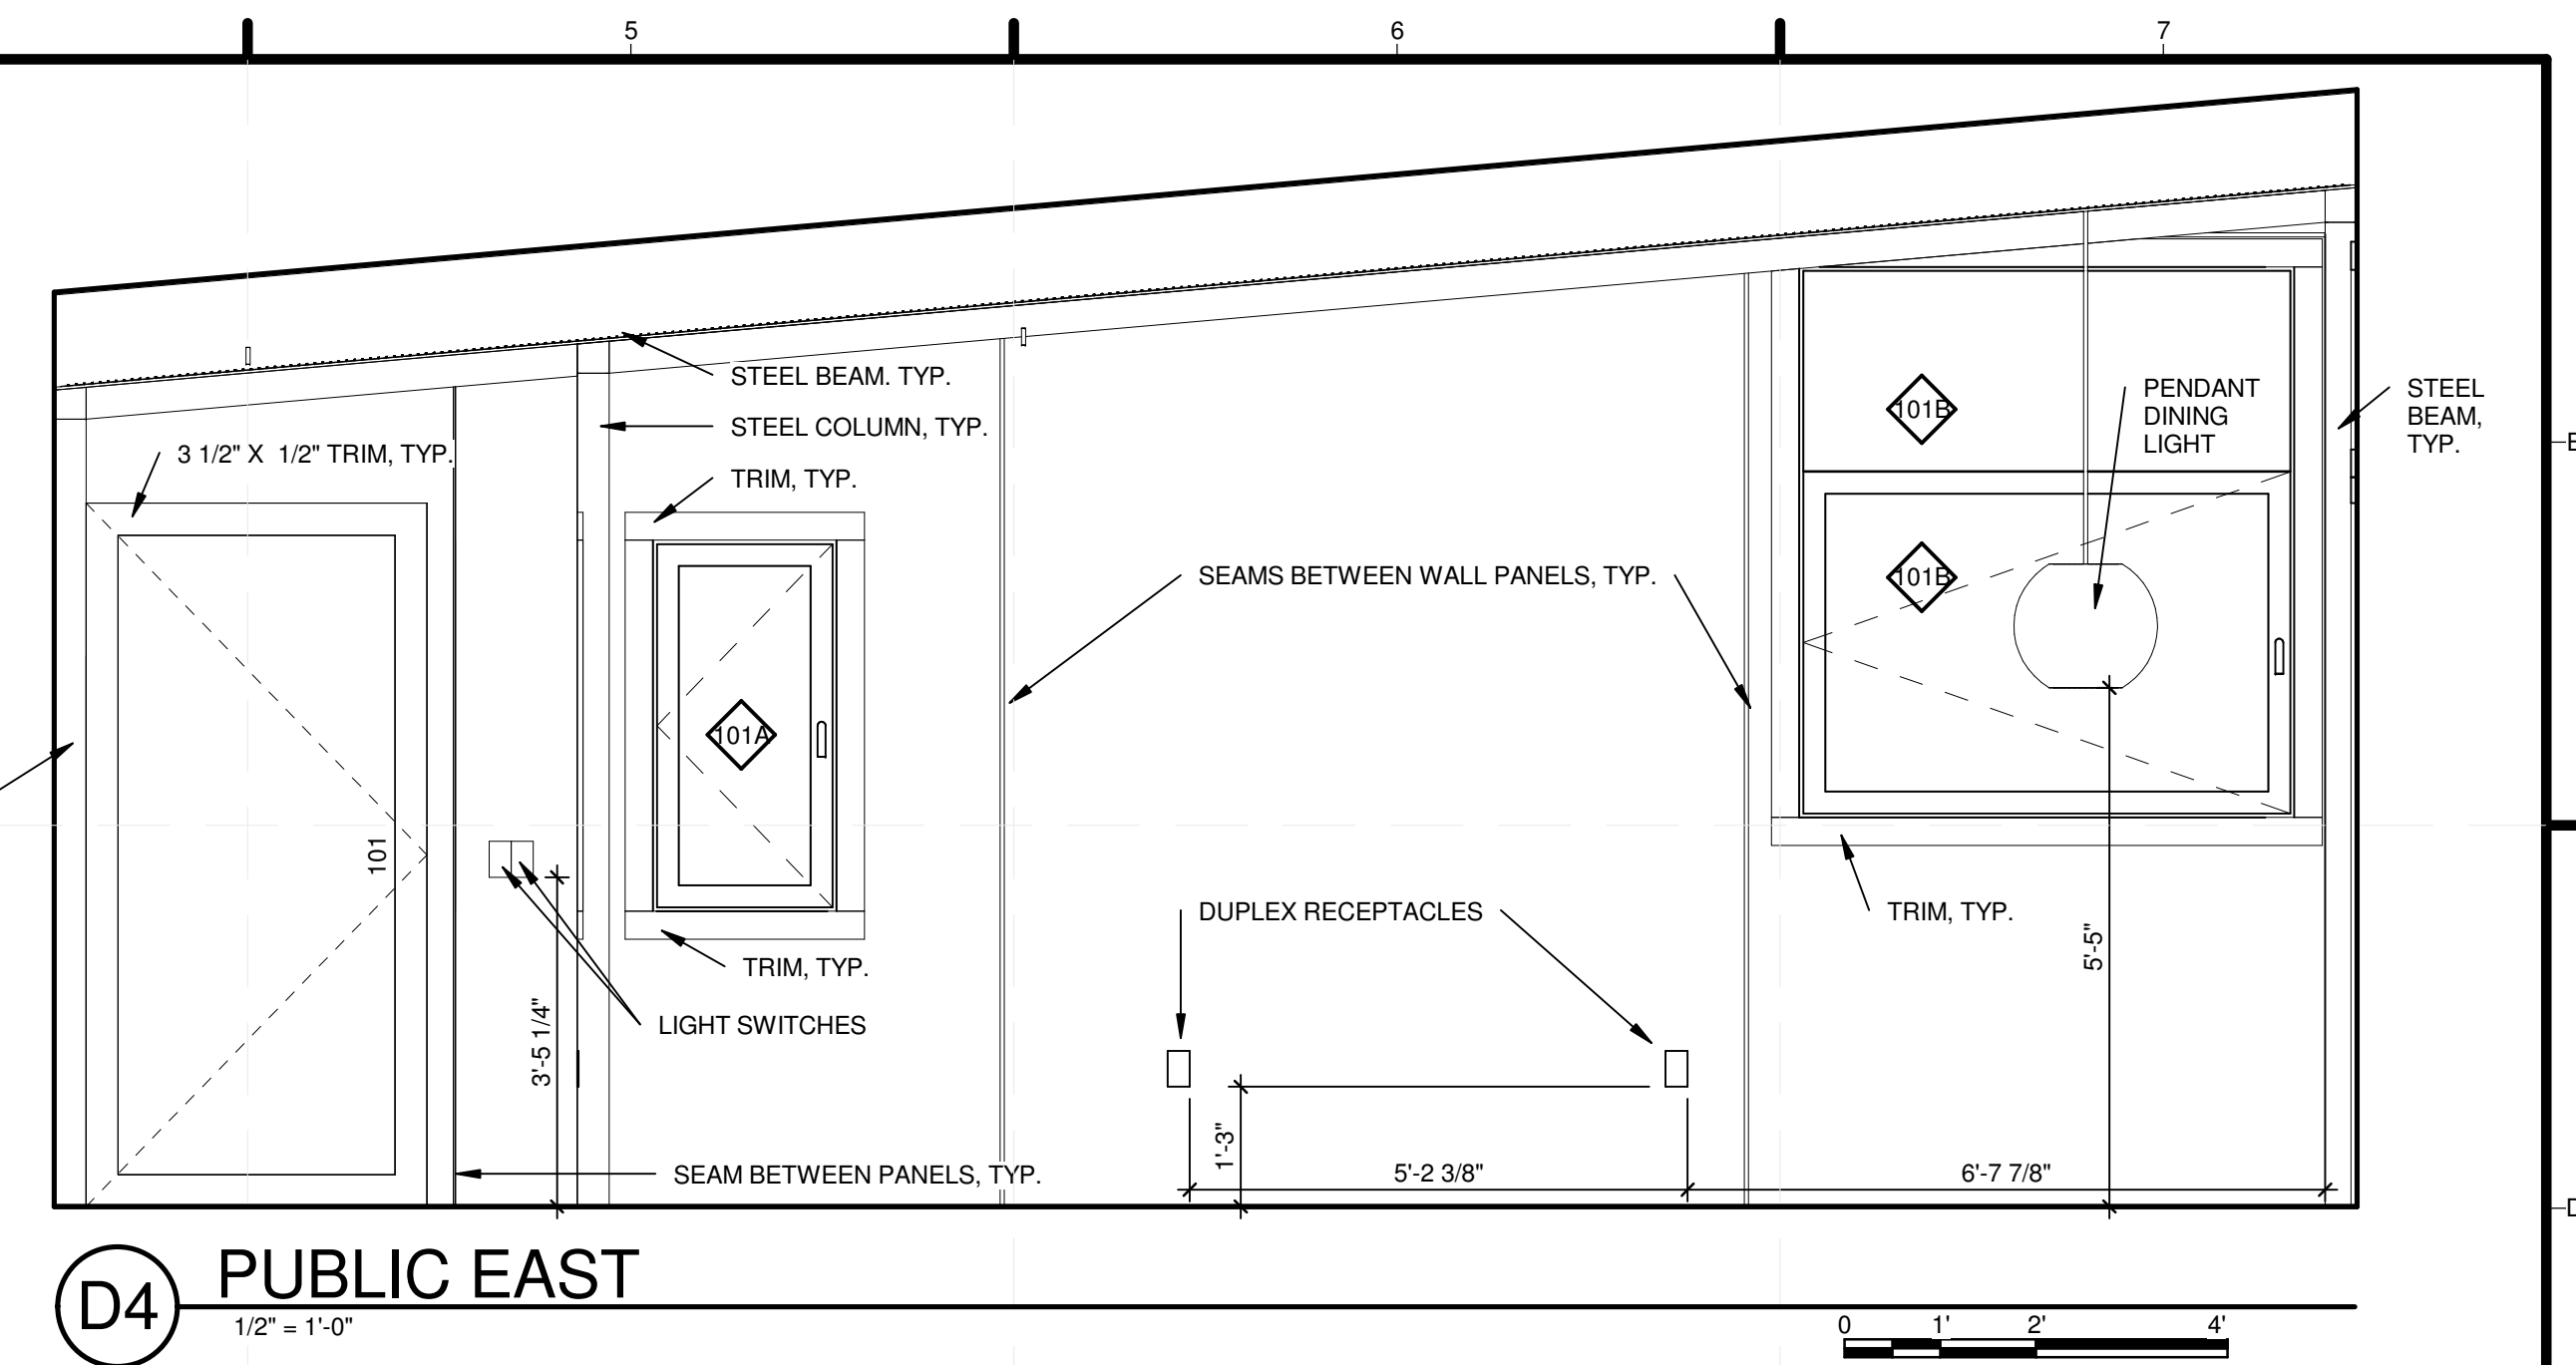 5
6
7
STEEL BEAM. TYP.
STEEL COLUMN, TYP.
3 1/2" X  1/2" TRIM, TYP.
TRIM, TYP.
101B
PENDANT
DINING
LIGHT
STEEL
BEAM,
TYP.
SEAMS BETWEEN WALL PANELS, TYP.
101B
101A
101
DUPLEX RECEPTACLES
TRIM, TYP.
TRIM, TYP.
5'-5"
LIGHT SWITCHES
3'-5 1/4"
1'-3"
SEAM BETWEEN PANELS, TYP.
5'-2 3/8"
6'-7 7/8"
D4
PUBLIC EAST
1/2" = 1'-0"
0 1' 2' 4'